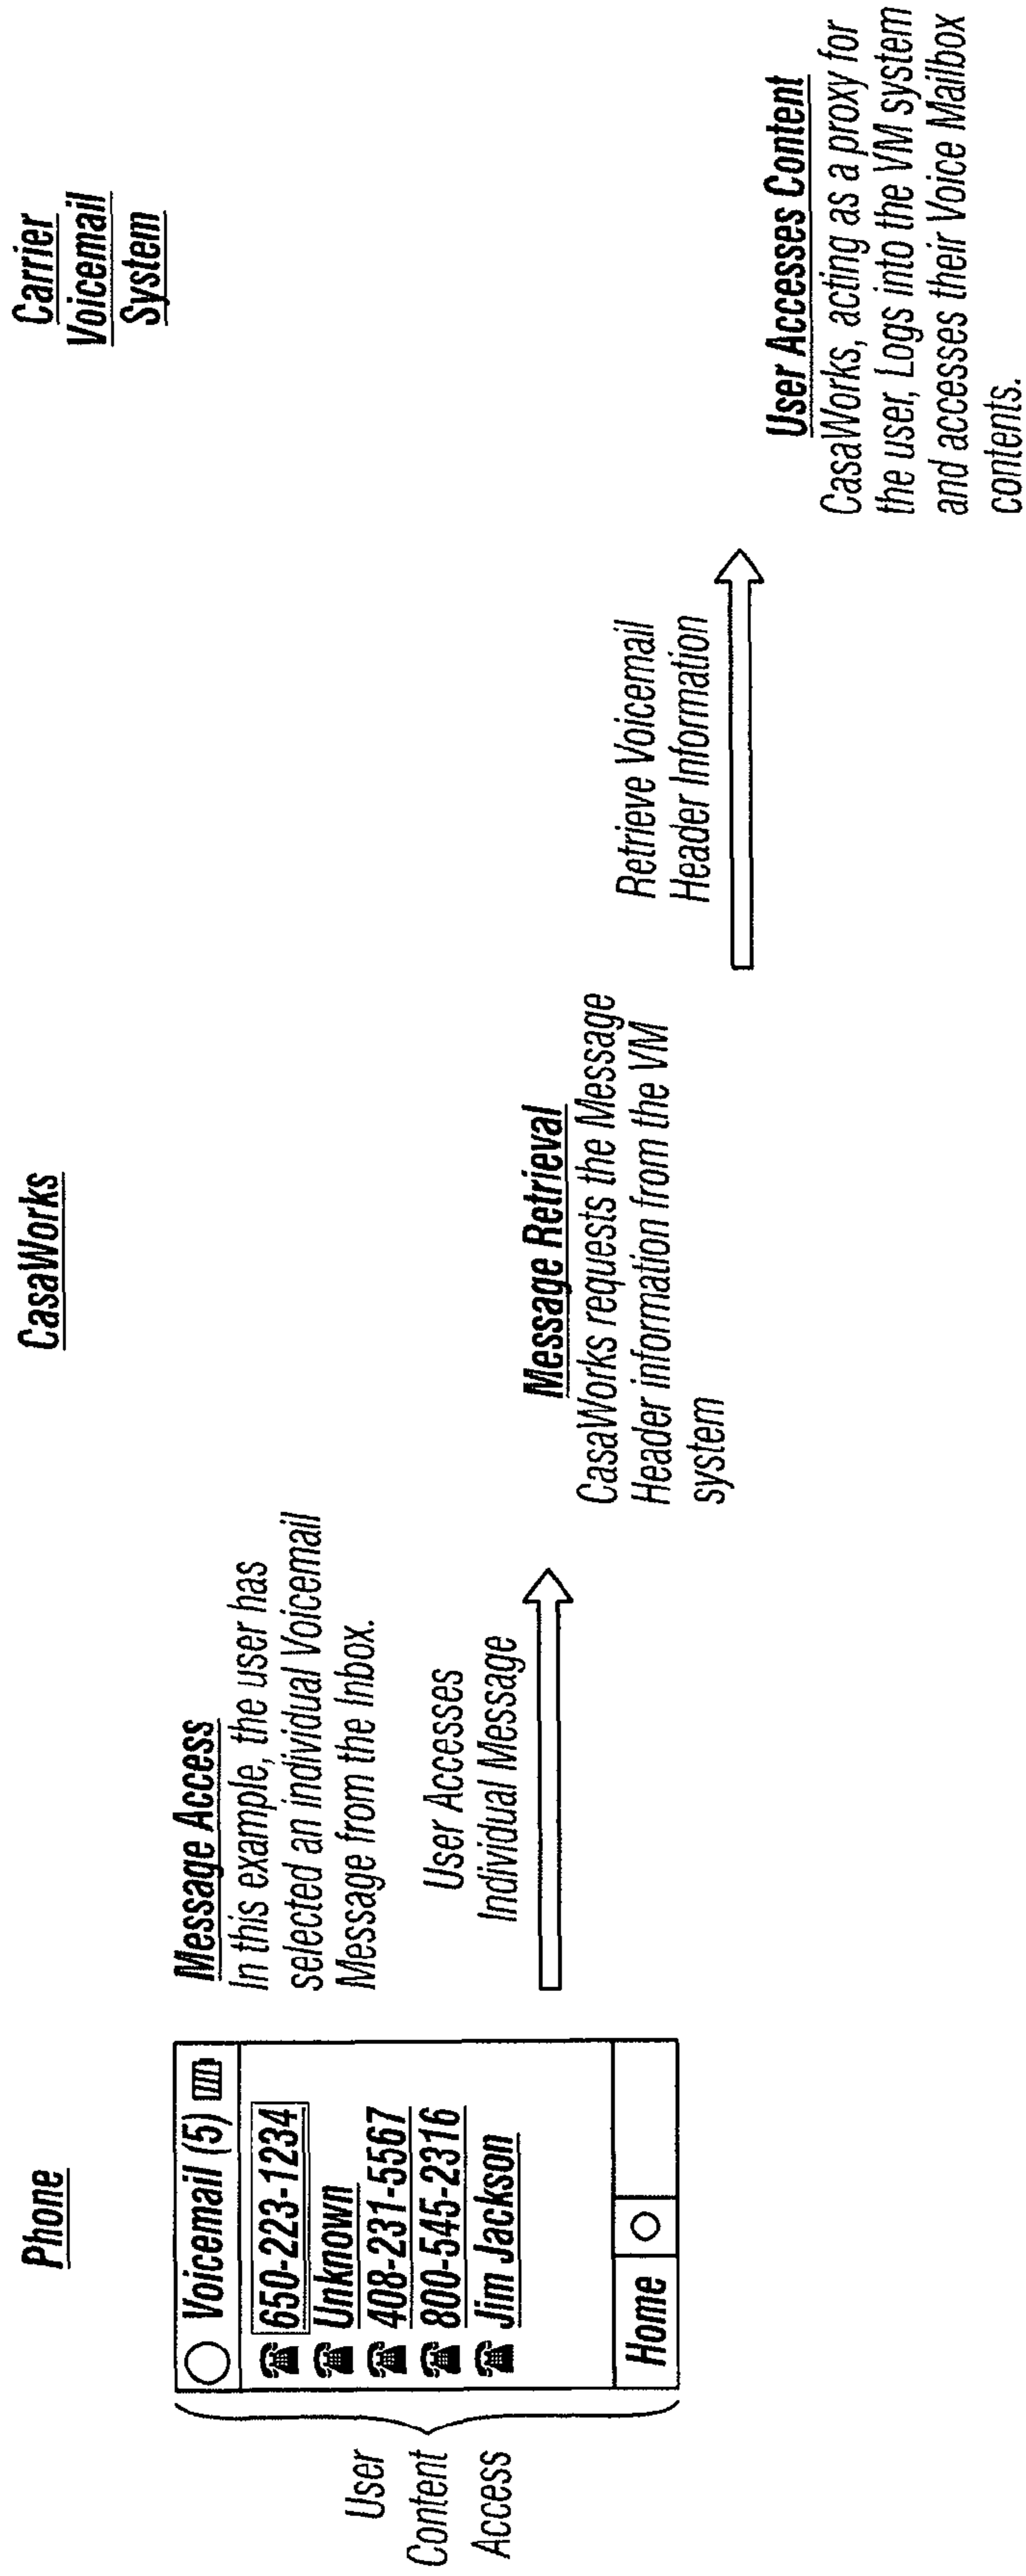 Phone
CasaWorks
Carrier
Voicemail
System
User
Content
Access
Voicemail (5)
650-223-1234
Unknown
408-231-5567
800-545-2316
Jim Jackson
Home
Message Access
In this example, the user has
selected an individual Voicemail
Message from the Inbox.
User Accesses
Individual Message
Message Retrieval
CasaWorks requests the Message
Header information from the VM
system
Retrieve Voicemail
Header Information
User Accesses Content
CasaWorks, acting as a proxy for
the user, Logs into the VM system
and accesses their Voice Mailbox
contents.